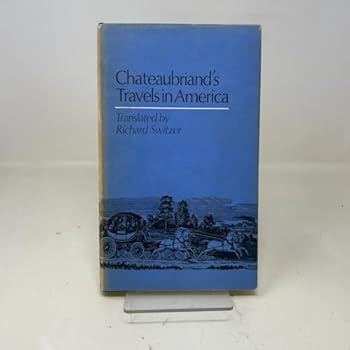 Chateaubriand's
Travels in America
Translated by
Richard Switzer